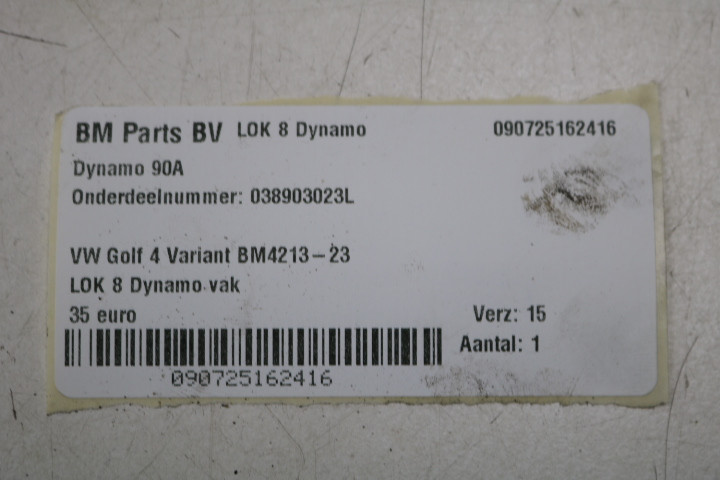 BM Parts BV LOK 8 Dynamo 090725162416
Dynamo 90A
Onderdeelnummer: 038903023L
VW Golf 4 Variant BM4213-23
LOK 8 Dynamo vak
35 euro Verz: 15
Aantal: 1
090725162416